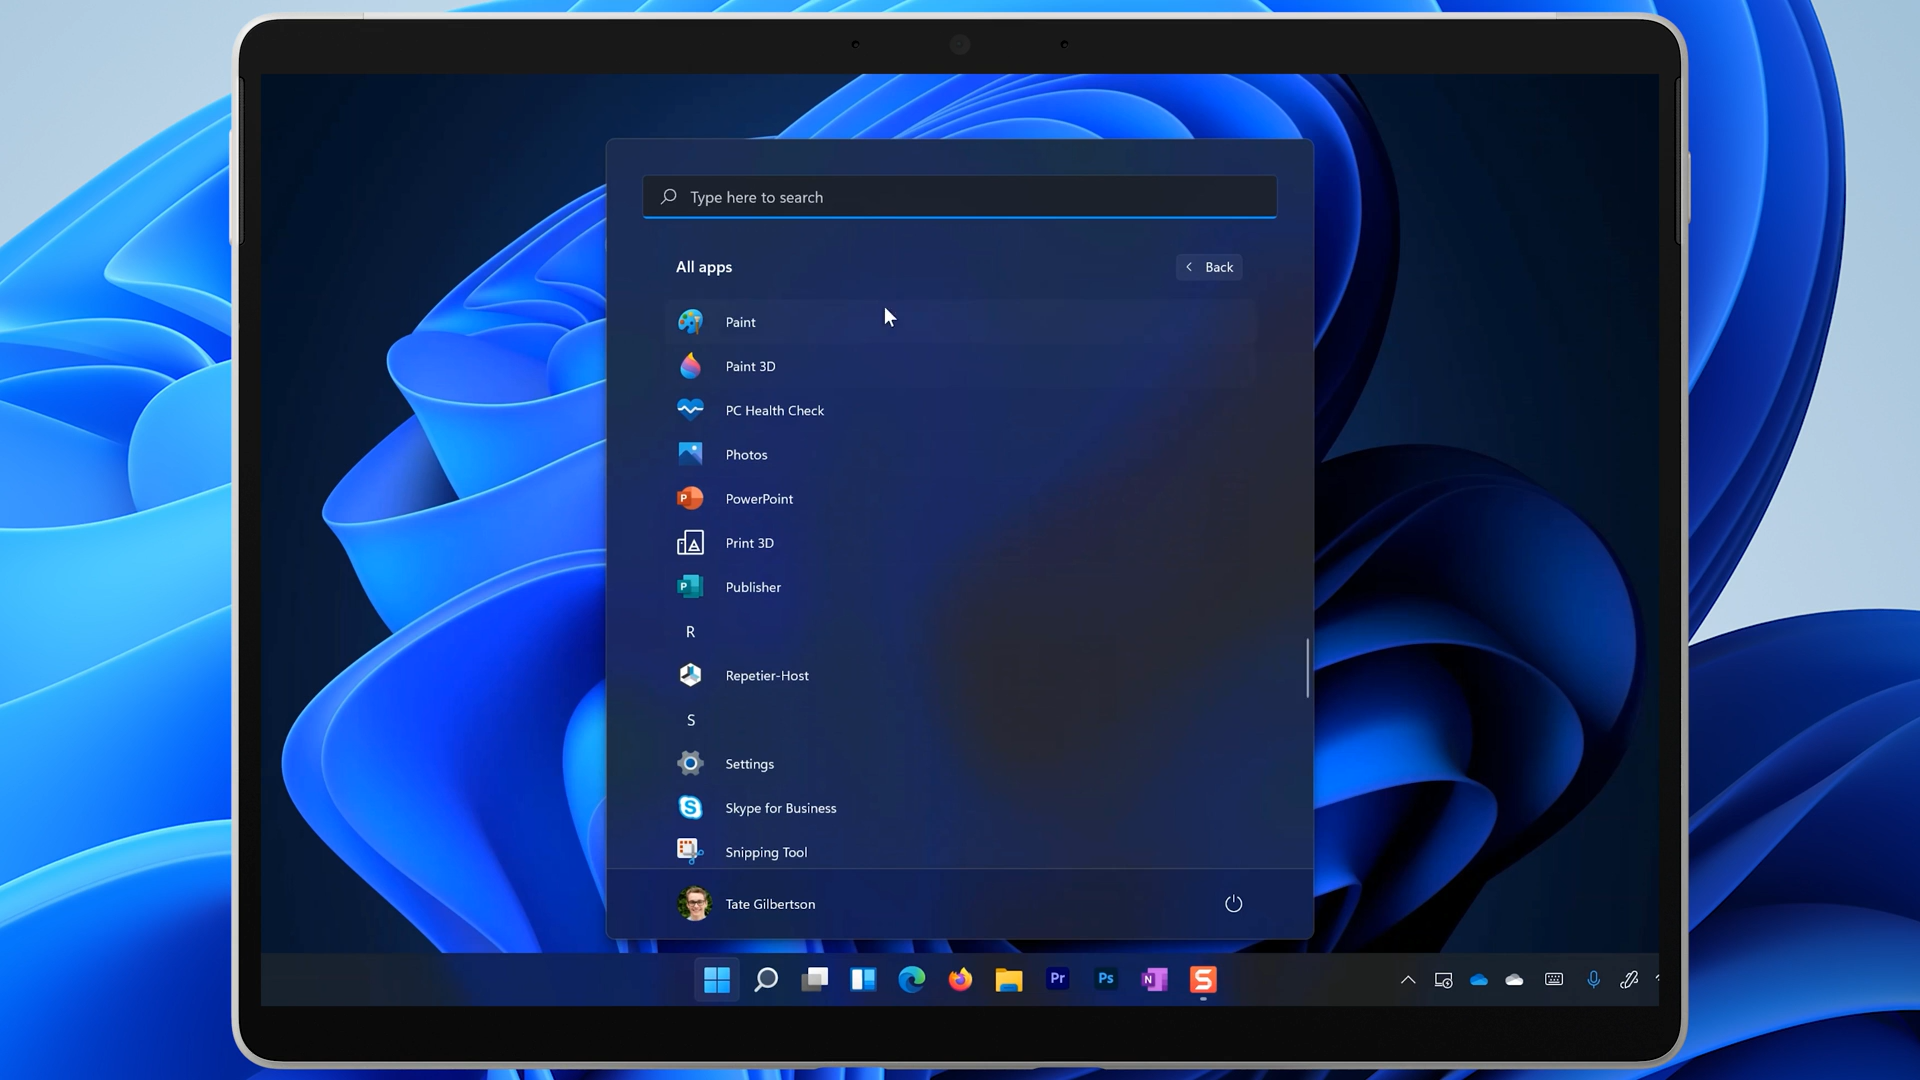 Type here to search
All apps
Back
Paint
Paint 3D
PC Health Check
Photos
P PowerPoint
Print 3D
P Publisher
R
Repetier-Host
S
Settings
S Skype for Business
Snipping Tool
Tate Gilbertson
Pr Ps N S